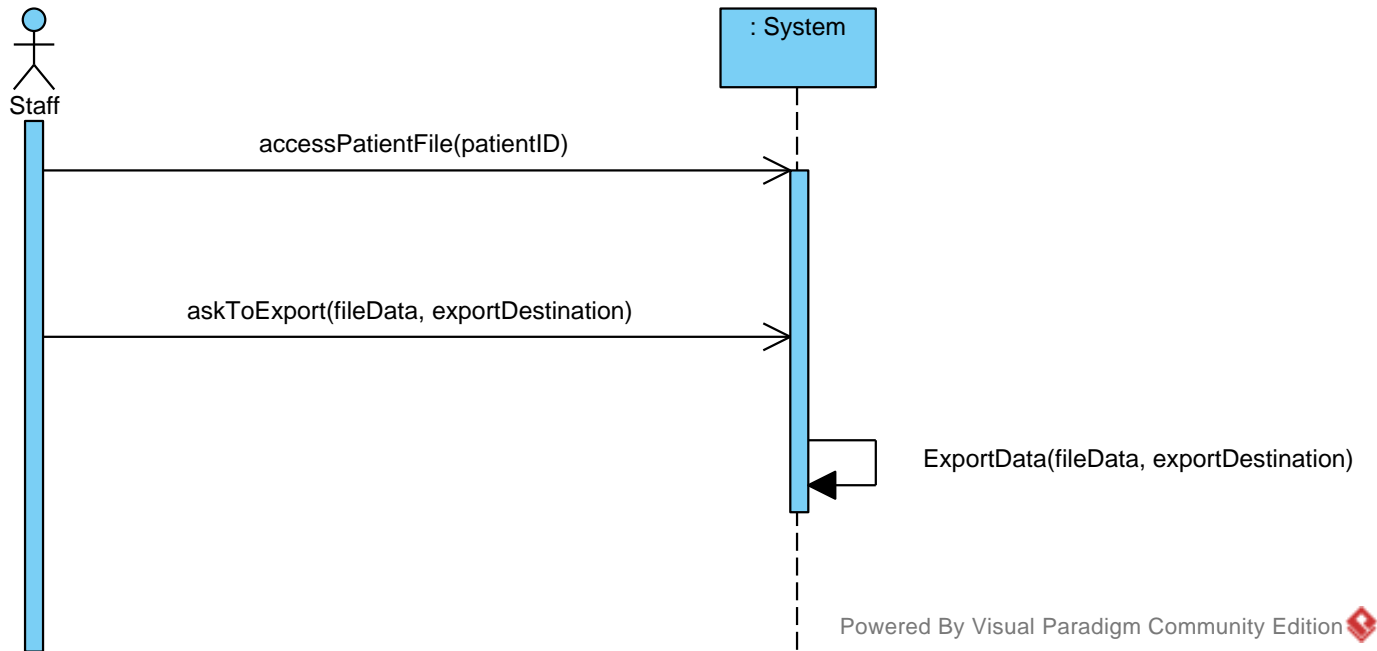 : System
Staff
accessPatientFile(patientID)
askToExport(fileData, exportDestination)
ExportData(fileData, exportDestination)
Powered By Visual Paradigm Community Edition